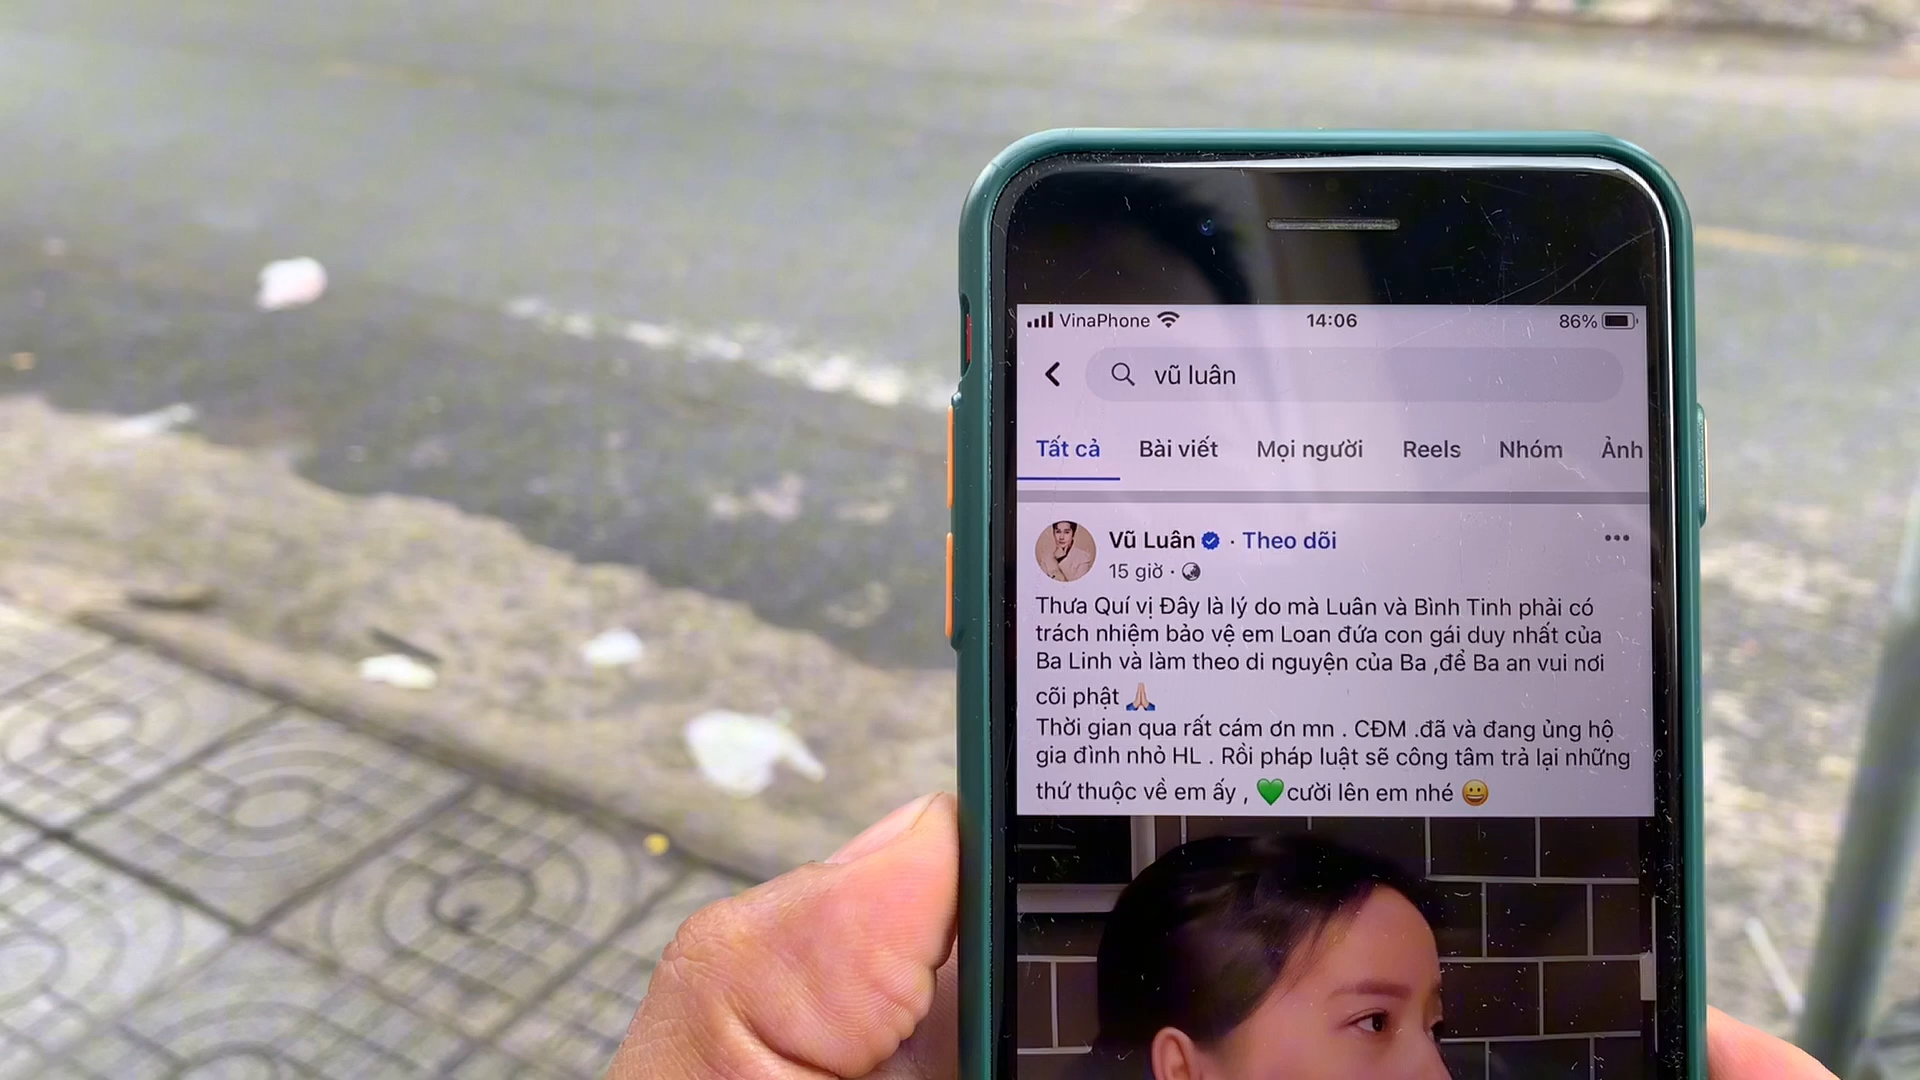 VinaPhone 14:06 86%
vũ luân
Tất cả Bài viết Mọi người Reels Nhóm Ảnh
Vũ Luân · Theo dõi
15 giờ ·
Thưa Quí vị Đây là lý do mà Luân và Bình Tinh phải có
trách nhiệm bảo vệ em Loan đứa con gái duy nhất của
Ba Linh và làm theo di nguyện của Ba ,để Ba an vui nơi
cõi phật 🙏🏻
Thời gian qua rất cám ơn mn . CĐM .đã và đang ủng hộ
gia đình nhỏ HL . Rồi pháp luật sẽ công tâm trả lại những
thứ thuộc về em ấy , 💚cười lên em nhé 😀